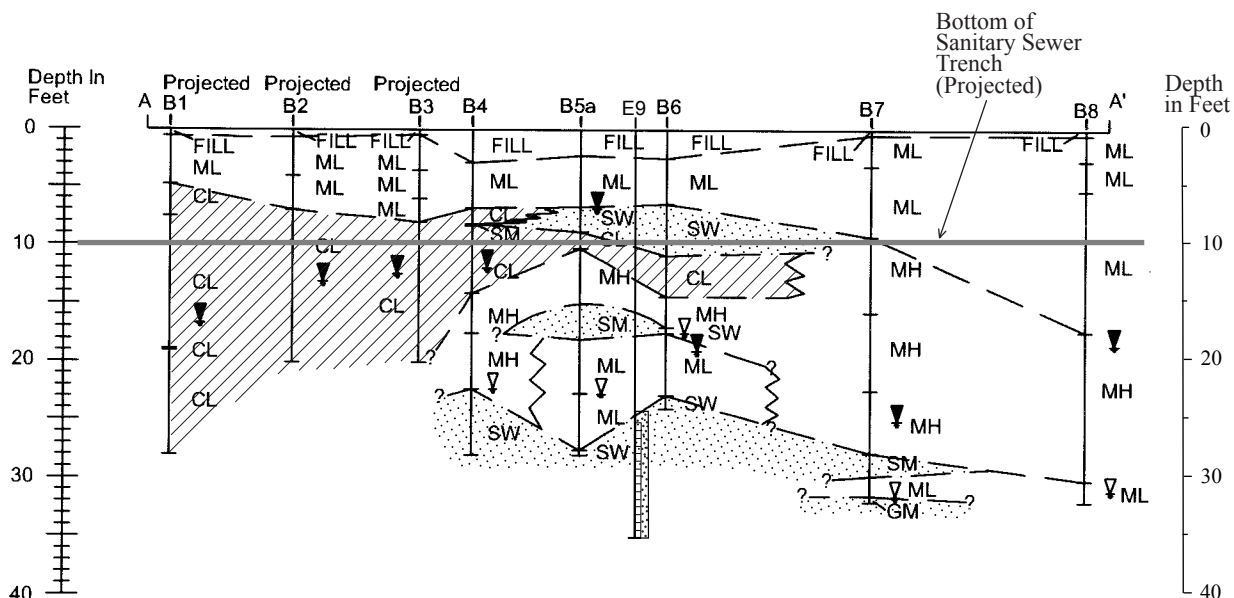 Bottom of
Sanitary Sewer
Trench
(Projected)
Depth In
Feet
Projected Projected Projected
Depth
in Feet
A B1 B2 B3 B4 B5a E9 B6 B7 B8 A'
0 FILL FILL FILL FILL FILL FILL FILL FILL 0
ML ML ML ML ML ML ML ML
ML ML ML
CL ML CL SW SW ML
SM CL
10 CL 10
CL CL MH CL MH ML
CL
MH SM MH
? SW
CL ? MH ML ML ? MH
20 20
CL ? SW ML SW ? MH MH
SW SM
30 ? ? ML ? ML 30
? GM
40 40